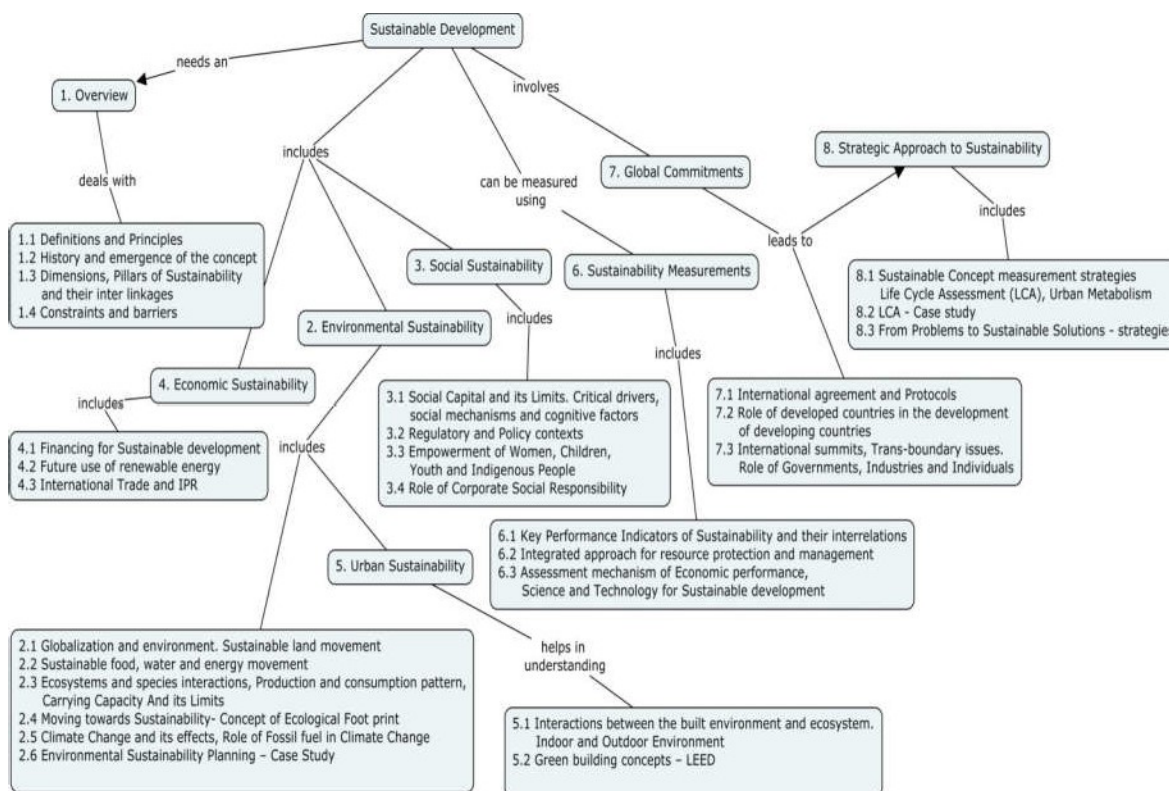 Sustainable Development
needs an
1. Overview
involves
includes
8. Strategic Approach to Sustainability
7. Global Commitments
deals with
can be measured
using
includes
leads to
1.1 Definitions and Principles
1.2 History and emergence of the concept
1.3 Dimensions, Pillars of Sustainability
and their inter linkages
1.4 Constraints and barriers
3. Social Sustainability
6. Sustainability Measurements
8.1 Sustainable Concept measurement strategies
Life Cycle Assessment (LCA), Urban Metabolism
8.2 LCA - Case study
8.3 From Problems to Sustainable Solutions - strategies
2. Environmental Sustainability
includes
includes
4. Economic Sustainability
includes
3.1 Social Capital and its Limits. Critical drivers,
social mechanisms and cognitive factors
3.2 Regulatory and Policy contexts
3.3 Empowerment of Women, Children,
Youth and Indigenous People
3.4 Role of Corporate Social Responsibility
7.1 International agreement and Protocols
7.2 Role of developed countries in the development
of developing countries
7.3 International summits, Trans-boundary issues.
Role of Governments, Industries and Individuals
4.1 Financing for Sustainable development
4.2 Future use of renewable energy
4.3 International Trade and IPR
includes
6.1 Key Performance Indicators of Sustainability and their interrelations
6.2 Integrated approach for resource protection and management
6.3 Assessment mechanism of Economic performance,
Science and Technology for Sustainable development
5. Urban Sustainability
2.1 Globalization and environment. Sustainable land movement
2.2 Sustainable food, water and energy movement
2.3 Ecosystems and species interactions, Production and consumption pattern,
Carrying Capacity And its Limits
2.4 Moving towards Sustainability- Concept of Ecological Foot print
2.5 Climate Change and its effects, Role of Fossil fuel in Climate Change
2.6 Environmental Sustainability Planning – Case Study
helps in
understanding
5.1 Interactions between the built environment and ecosystem.
Indoor and Outdoor Environment
5.2 Green building concepts – LEED